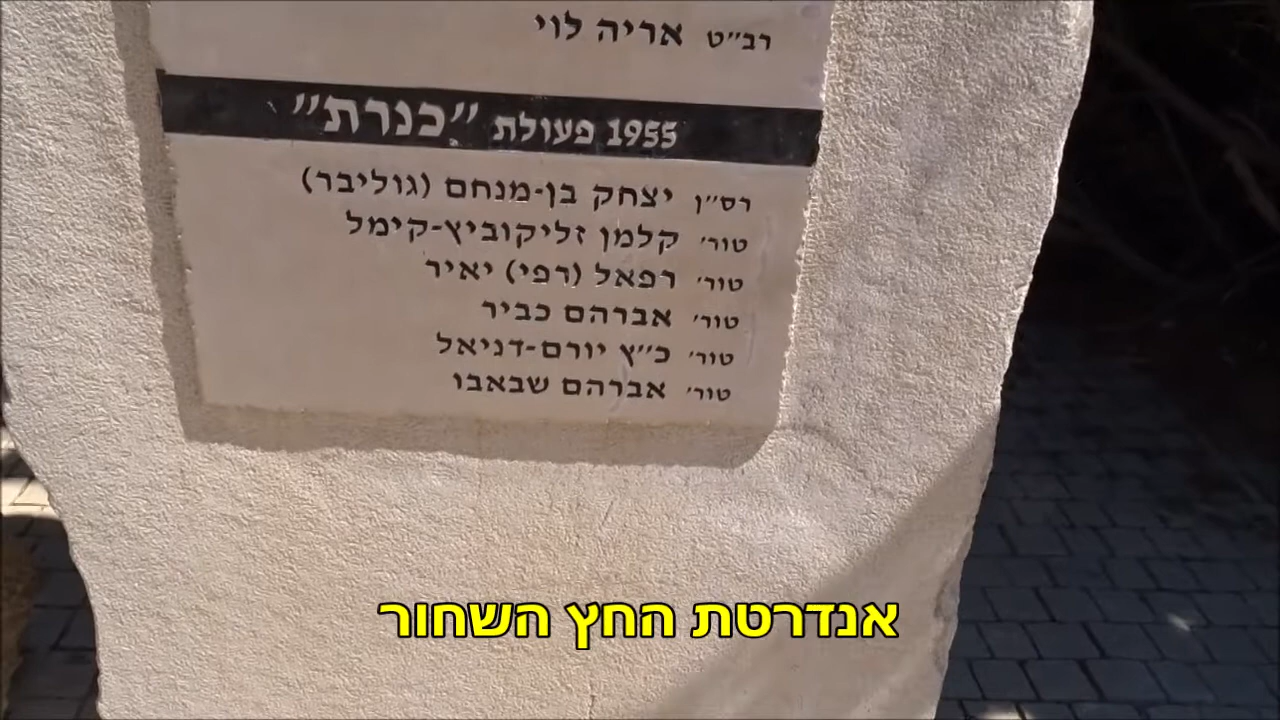 רב״ט אריה לוי
1955 פעולת ״כנרת״
רס״ן יצחק בן-מנחם (גוליבר)
טור׳ קלמן זליקוביץ-קימל
טור׳ רפאל (רפי) יאיר
טור׳ אברהם כביר
טור׳ כ״ץ יורם-דניאל
טור׳ אברהם שבאבו
אנדרטת החץ השחור